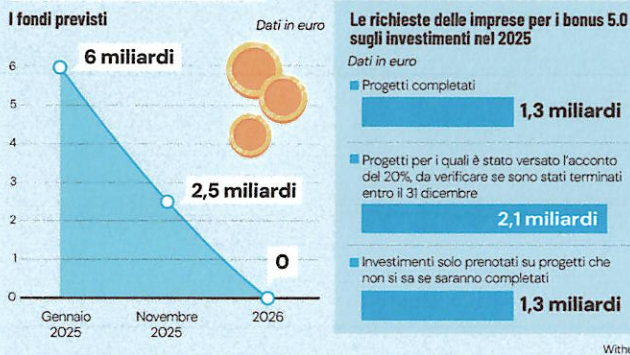 I fondi previsti
Dati in euro
6 miliardi
6
5
4
3
2
1
0
2,5 miliardi
0
Gennaio
2025
Novembre
2025
2026
Le richieste delle imprese per i bonus 5.0
sugli investimenti nel 2025
Dati in euro
Progetti completati
1,3 miliardi
Progetti per i quali è stato versato l'acconto
del 20%, da verificare se sono stati terminati
entro il 31 dicembre
2,1 miliardi
Investimenti solo prenotati su progetti che
non si sa se saranno completati
1,3 miliardi